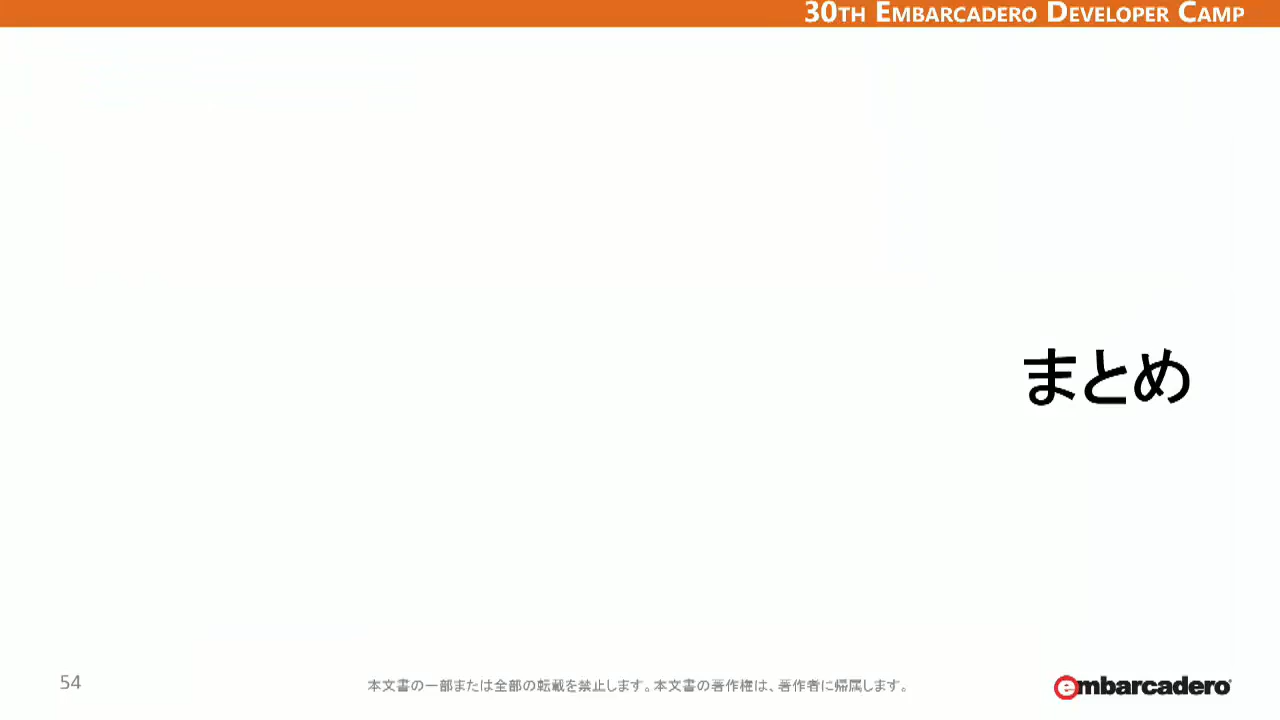 30TH EMBARCADERO DEVELOPER CAMP
まとめ
54
本文書の一部または全部の転載を禁止します。本文書の著作権は、著作者に帰属します。
embarcadero